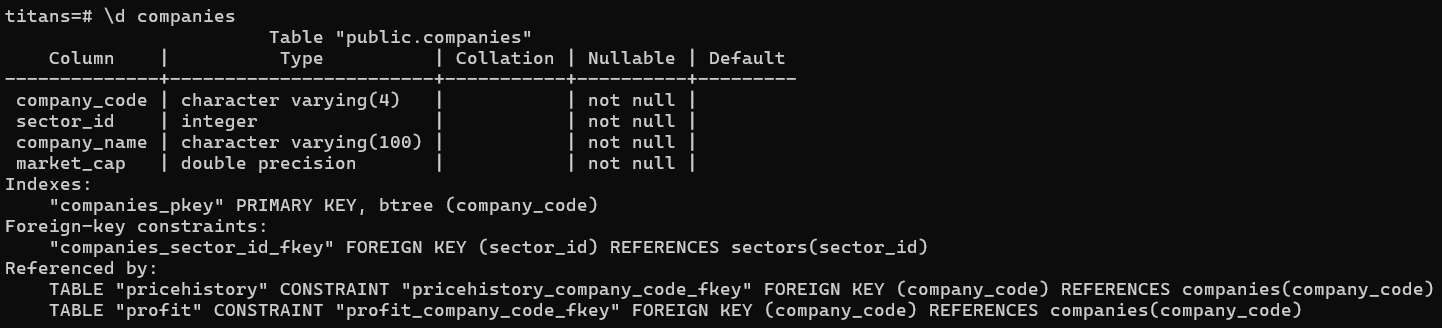 titans=# \d companies
                        Table "public.companies"
    Column    |          Type          | Collation | Nullable | Default
--------------+------------------------+-----------+----------+---------
 company_code | character varying(4)   |           | not null |
 sector_id    | integer                |           | not null |
 company_name | character varying(100) |           | not null |
 market_cap   | double precision       |           | not null |
Indexes:
    "companies_pkey" PRIMARY KEY, btree (company_code)
Foreign-key constraints:
    "companies_sector_id_fkey" FOREIGN KEY (sector_id) REFERENCES sectors(sector_id)
Referenced by:
    TABLE "pricehistory" CONSTRAINT "pricehistory_company_code_fkey" FOREIGN KEY (company_code) REFERENCES companies(company_code)
    TABLE "profit" CONSTRAINT "profit_company_code_fkey" FOREIGN KEY (company_code) REFERENCES companies(company_code)